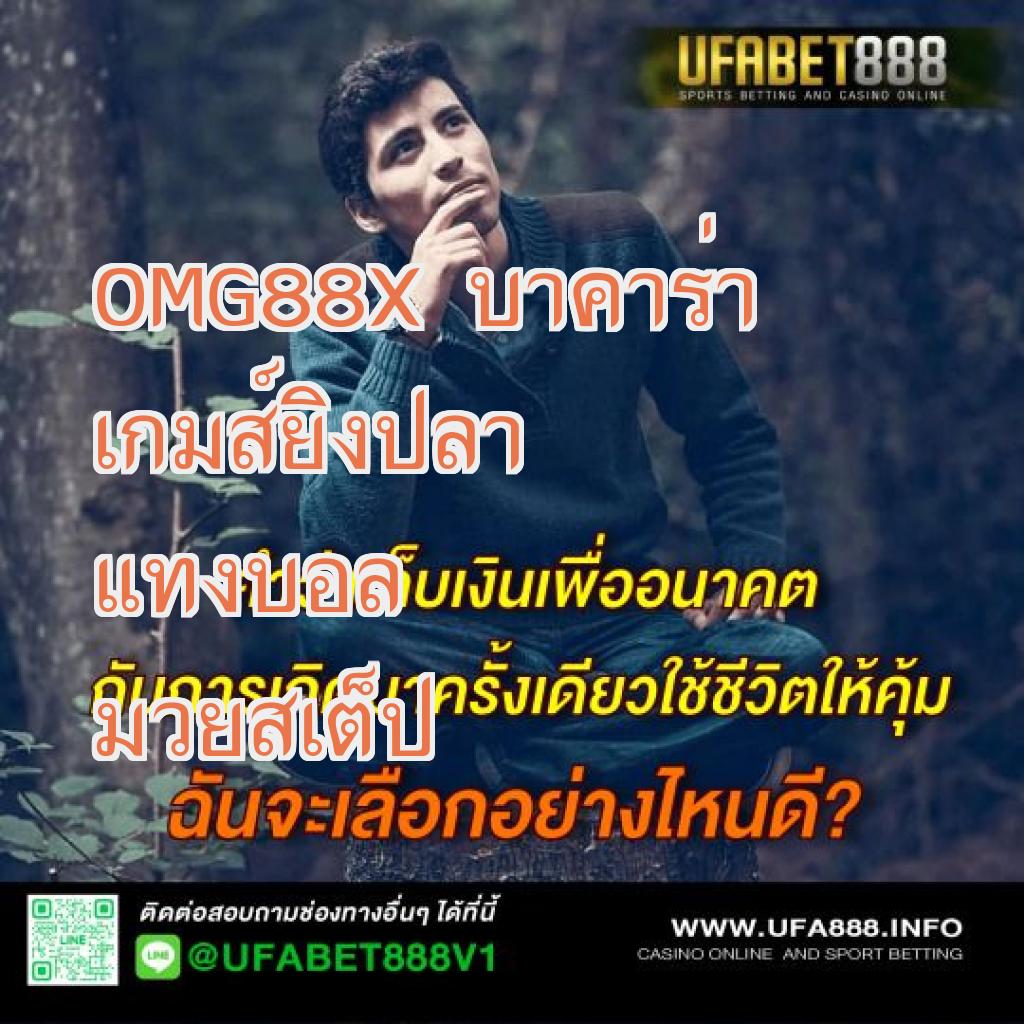 UFABET888
SPORTS BETTING AND CASINO ONLINE
OMG88X บาคาร่า
เกมส์ยิงปลา
แทงบอล
เงินเพื่ออนาคต
มวยสเต็ป
ครั้งเดียวใช้ชีวิตให้คุ้ม
ฉันจะเลือกอย่างไหนดี?
ติดต่อสอบถามช่องทางอื่นๆ ได้ที่นี้
LINE
LINE @UFABET888V1
WWW.UFA888.INFO
CASINO ONLINE AND SPORT BETTING